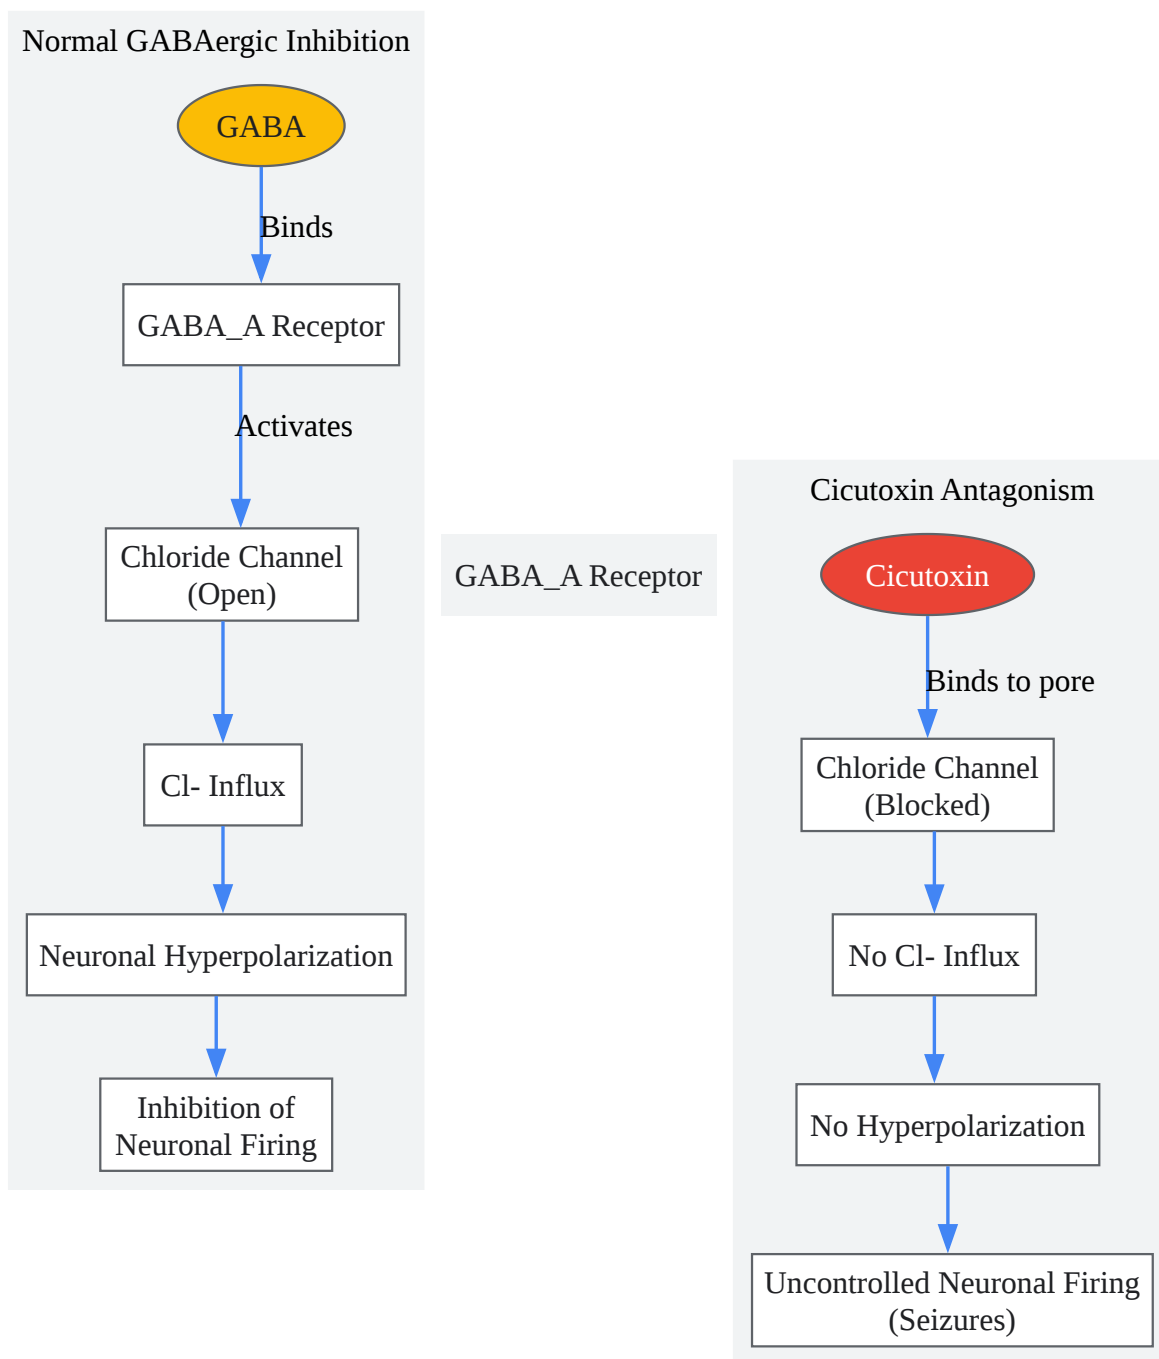 Normal GABAergic Inhibition
GABA
Binds
GABA_A Receptor
Activates
Chloride Channel
(Open)
Cl- Influx
Neuronal Hyperpolarization
Inhibition of
Neuronal Firing
GABA_A Receptor
Cicutoxin Antagonism
Cicutoxin
Binds to pore
Chloride Channel
(Blocked)
No Cl- Influx
No Hyperpolarization
Uncontrolled Neuronal Firing
(Seizures)